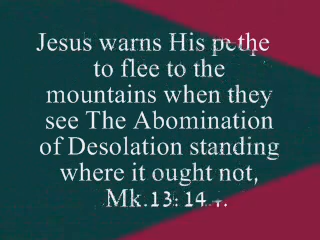 Jesus warns His
to flee to the
mountains when they
see The Abomination
of Desolation standing
where it ought not,
Mk.13:14